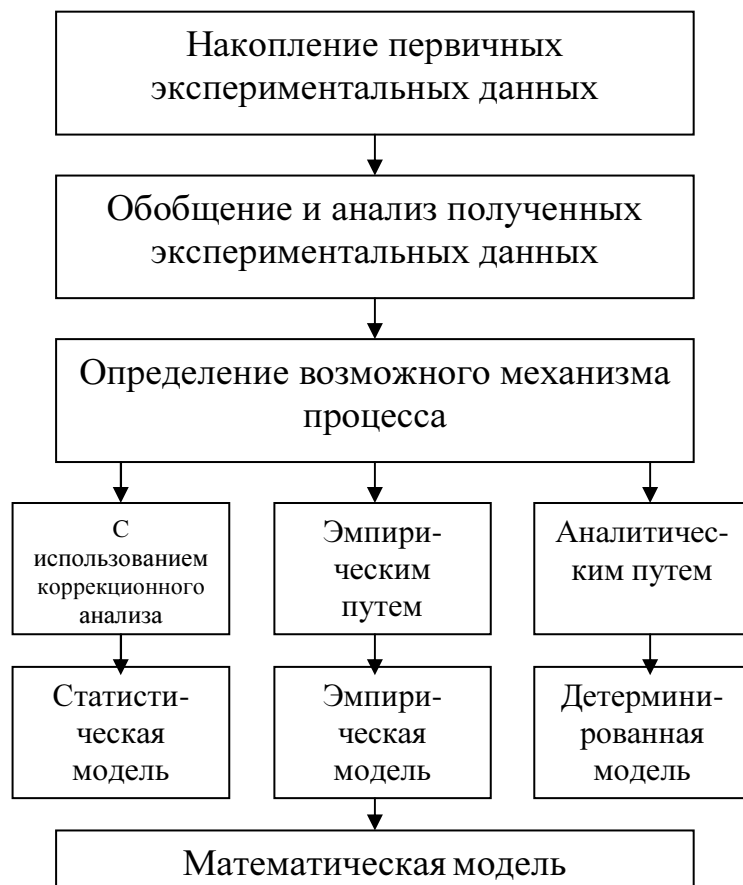 Накопление первичных
экспериментальных данных
Обобщение и анализ полученных
экспериментальных данных
Определение возможного механизма
процесса
С
использованием
коррекционного
анализа
Эмпири-
ческим
путем
Аналитичес-
ким путем
Статисти-
ческая
модель
Эмпири-
ческая
модель
Детермини-
рованная
модель
Математическая модель